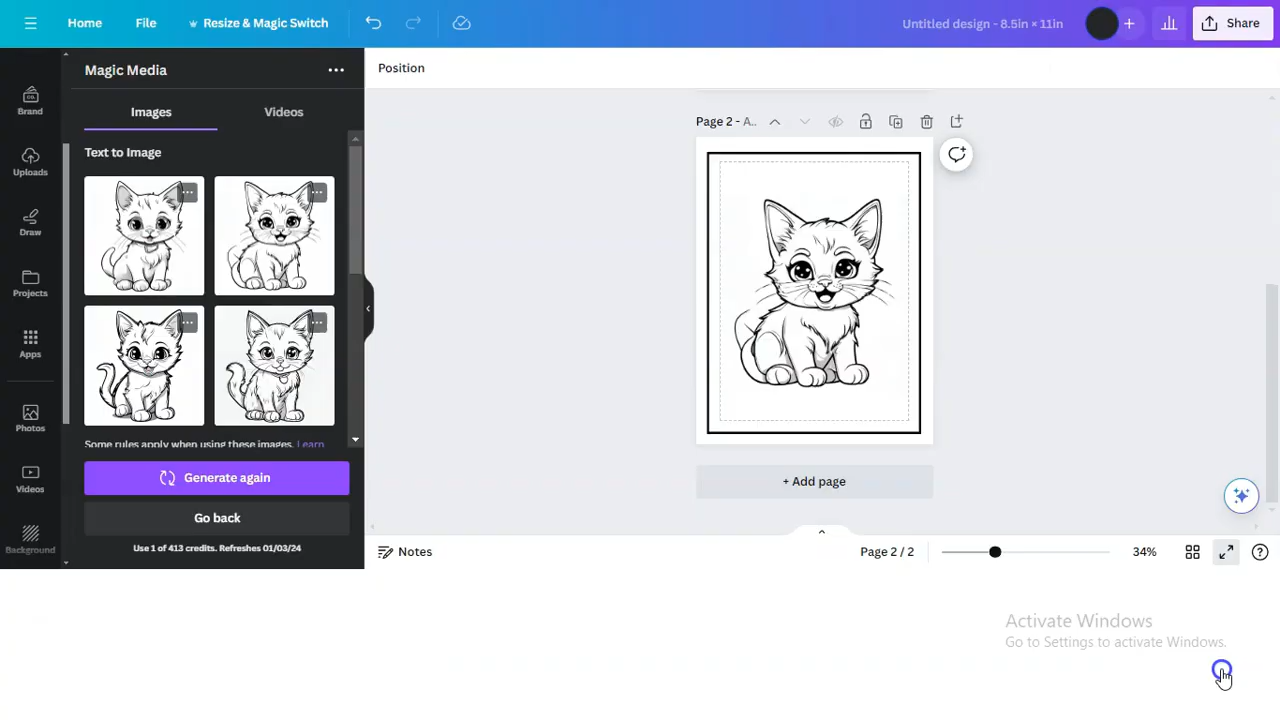 Home
File
Resize & Magic Switch
Untitled design - 8.5in × 11in
+
Share
Brand
Uploads
Draw
Projects
Apps
Photos
Videos
Background
Magic Media
Images
Videos
Text to Image
Some rules apply when using these images. Learn
Generate again
Go back
Use 1 of 413 credits. Refreshes 01/03/24
Position
Page 2 - A..
+ Add page
Notes
Page 2 / 2
34%
Activate Windows
Go to Settings to activate Windows.